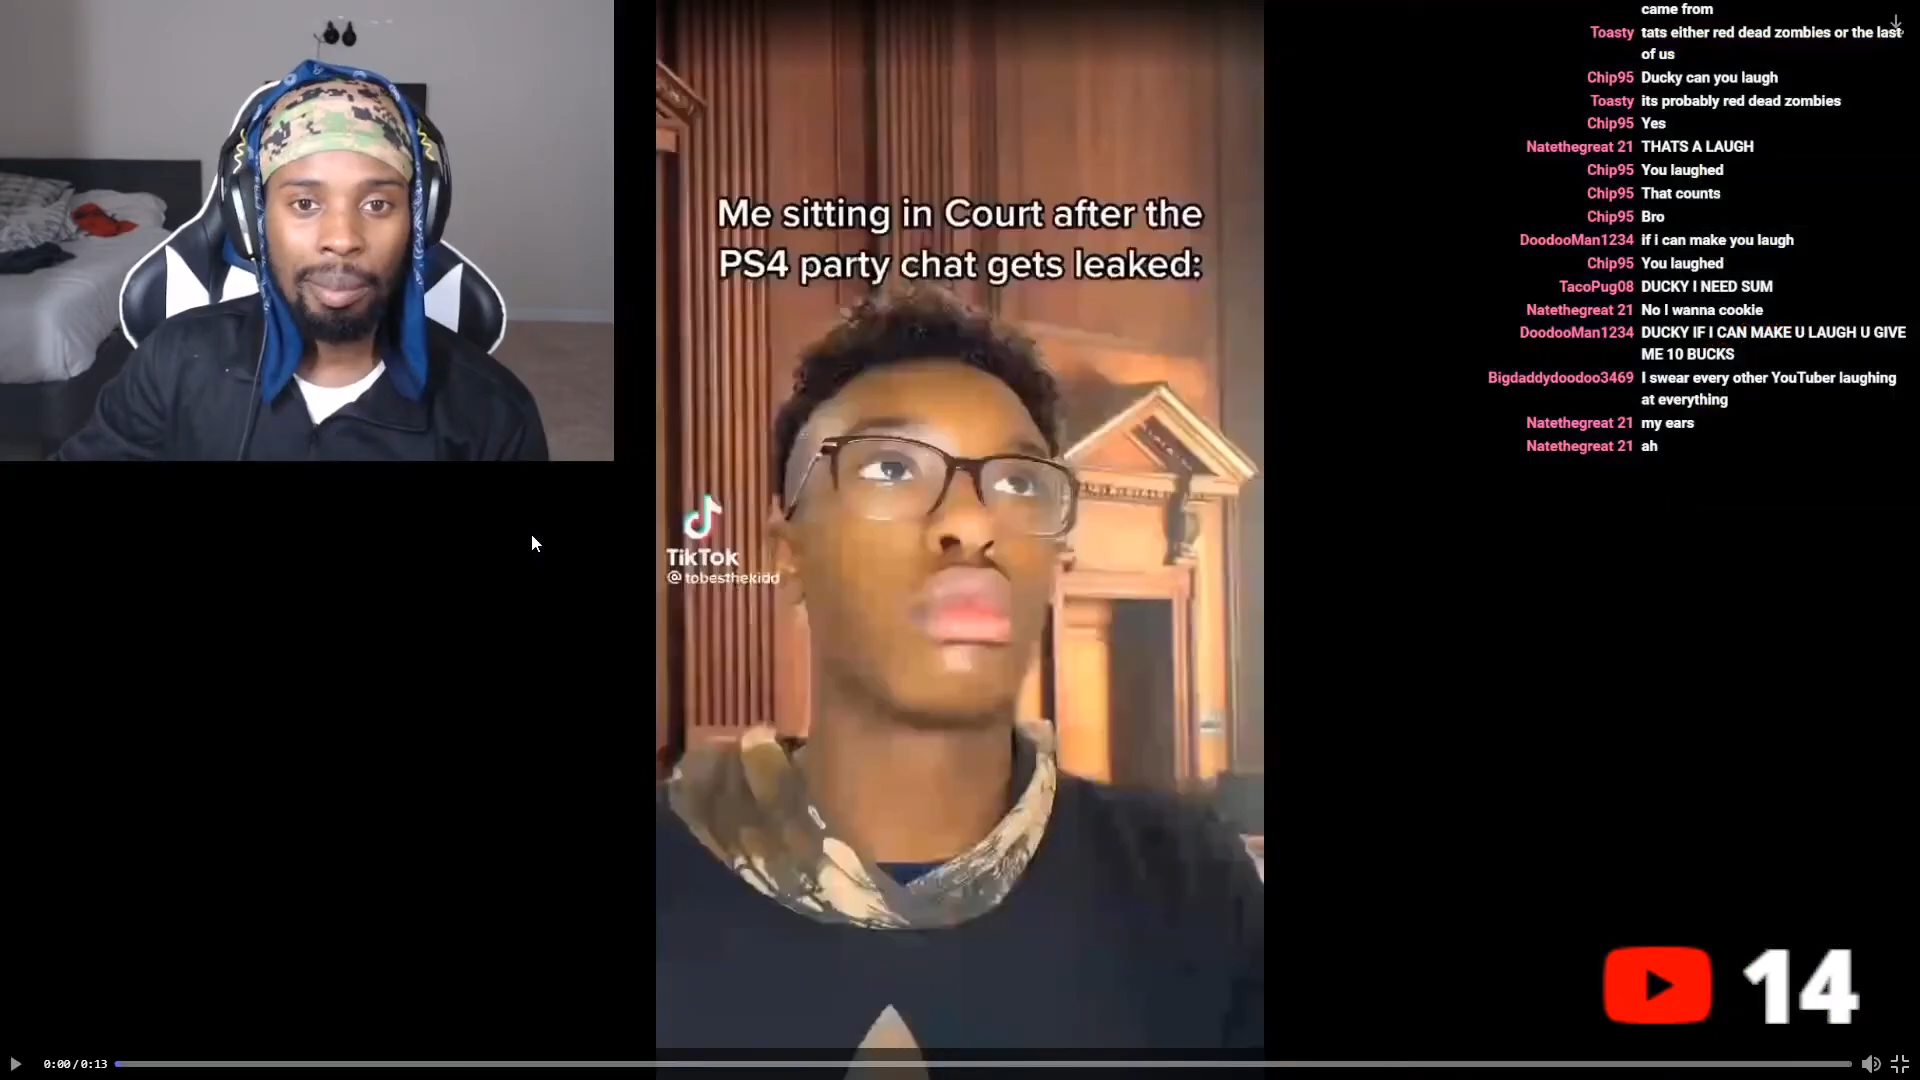 came from
Toasty tats either red dead zombies or the last
of us
Chip95 Ducky can you laugh
Toasty its probably red dead zombies
Chip95 Yes
Natethegreat 21 THATS A LAUGH
Chip95 You laughed
Chip95 That counts
Chip95 Bro
DoodooMan1234 if I can make you laugh
Chip95 You laughed
TacoPug08 DUCKY I NEED SUM
Natethegreat 21 No I wanna cookie
DoodooMan1234 DUCKY IF I CAN MAKE U LAUGH U GIVE
ME 10 BUCKS
Bigdaddydoodoo3469 I swear every other YouTuber laughing
at everything
Natethegreat 21 my ears
Natethegreat 21 ah
Me sitting in Court after the
PS4 party chat gets leaked:
TikTok
@tobesthekidd
14
0:00/0:13